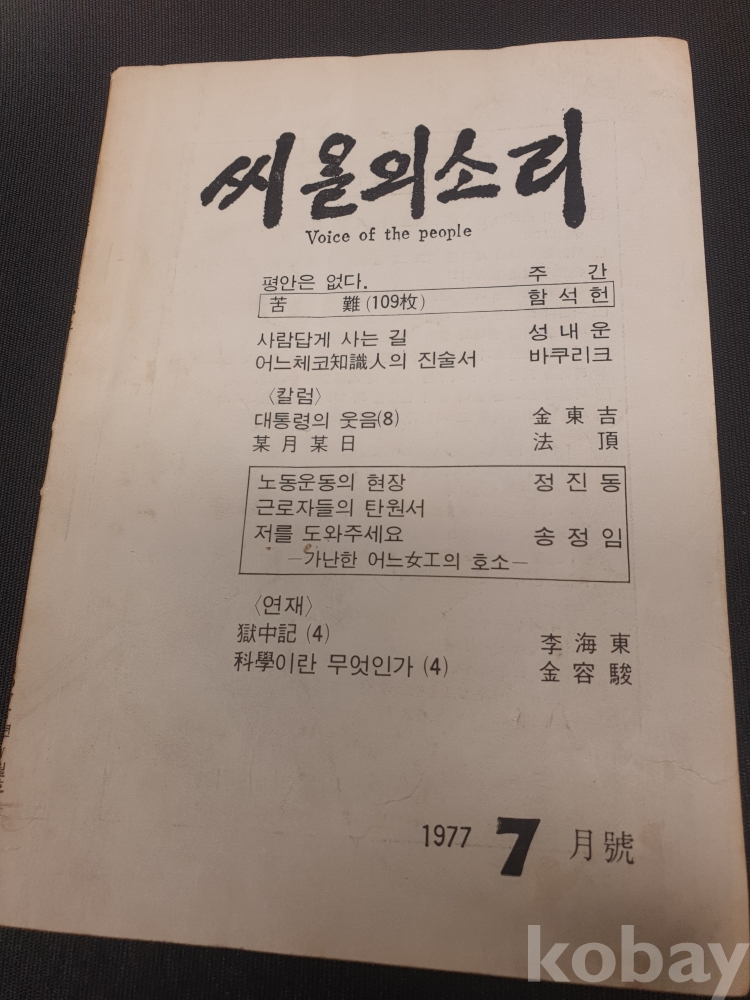 씨올의소리
Voice of the people
평안은 없다. 주 간
苦 難 (109枚) 함 석 헌
사람답게 사는 길 성 내 운
어느체코知識人의 진술서 바쿠리크
〈칼럼〉
대통령의 웃음(8) 金 東 吉
某 月 某 日 法 頂
노동운동의 현장 정 진 동
근로자들의 탄원서
저를 도와주세요 송 정 임
—가난한 어느女工의 호소—
〈연재〉
獄中記 (4) 李 海 東
科學이란 무엇인가 (4) 金 容 駿
1977 7 月號
kobay